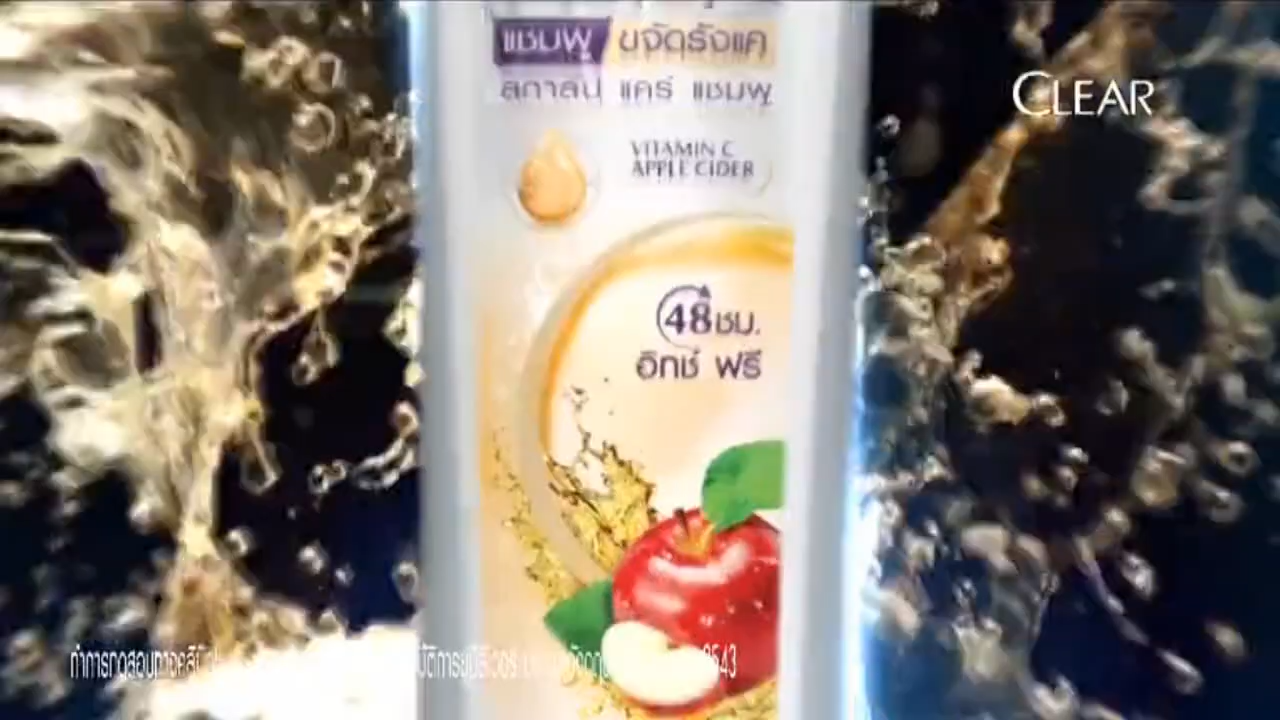 แชมพู ขจัดรังแค
สกาลป์ แคร์ แชมพู
CLEAR
VITAMIN C
APPLE CIDER
48ชม.
อิทช์ ฟรี